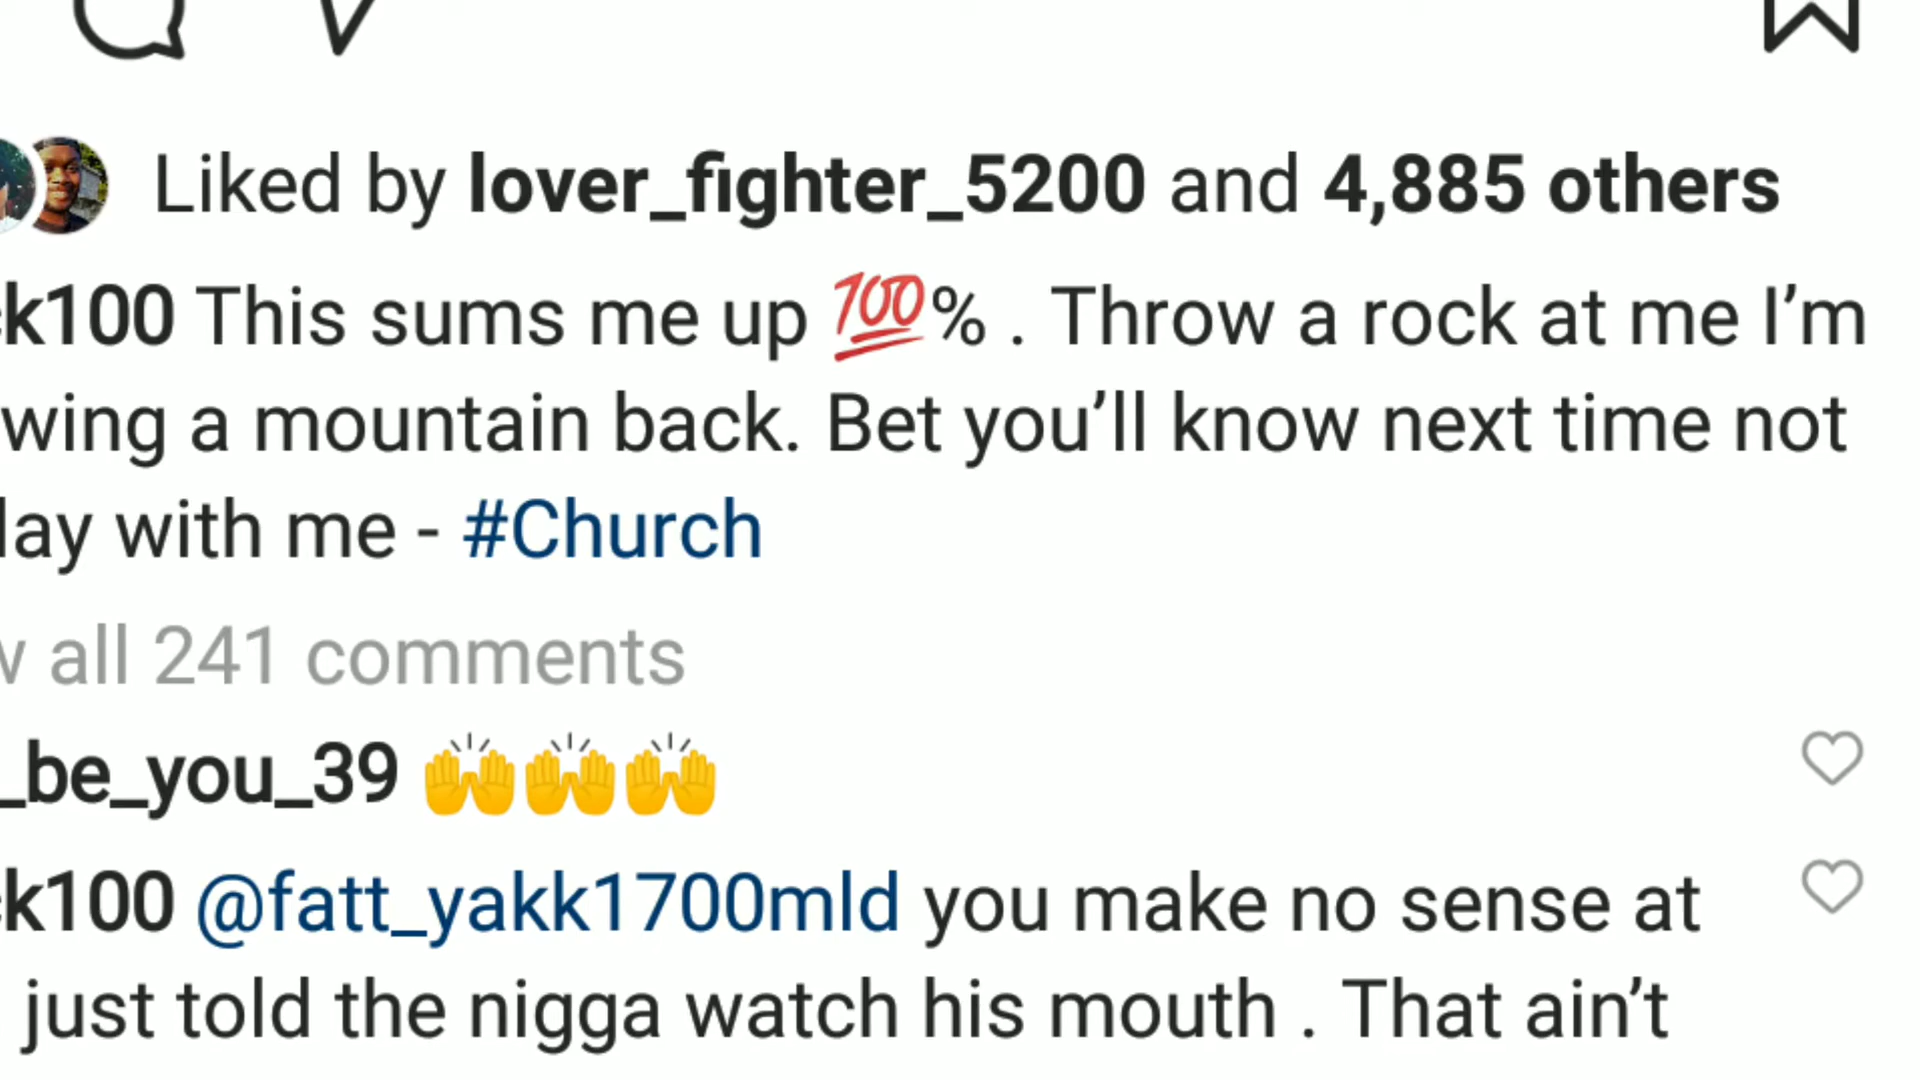 Liked by lover_fighter_5200 and 4,885 others
k100 This sums me up 💯% . Throw a rock at me I’m
wing a mountain back. Bet you’ll know next time not
lay with me - #Church
w all 241 comments
_be_you_39 🙌🙌🙌
k100 @fatt_yakk1700mld you make no sense at
just told the nigga watch his mouth . That ain’t